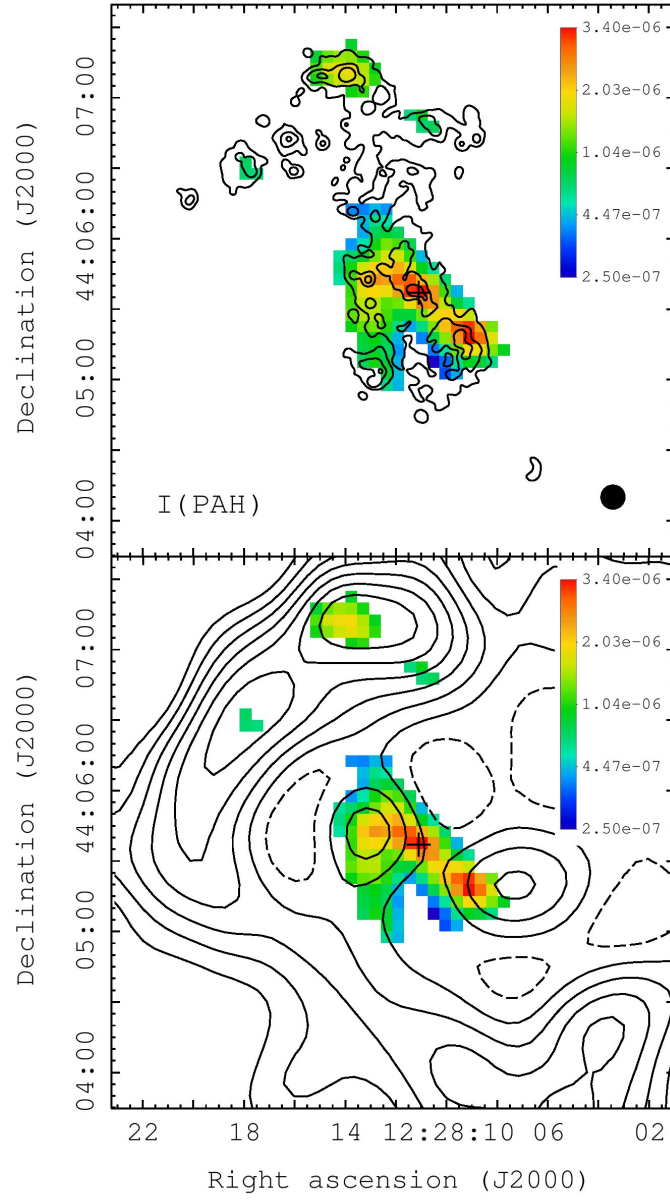 3.40e-06
2.03e-06
1.04e-06
4.47e-07
2.50e-07
Declination (J2000)
07:00
44:06:00
05:00
04:00
I(PAH)
3.40e-06
2.03e-06
1.04e-06
4.47e-07
2.50e-07
Declination (J2000)
07:00
44:06:00
05:00
04:00
22 18 14 12:28:10 06 02
Right ascension (J2000)